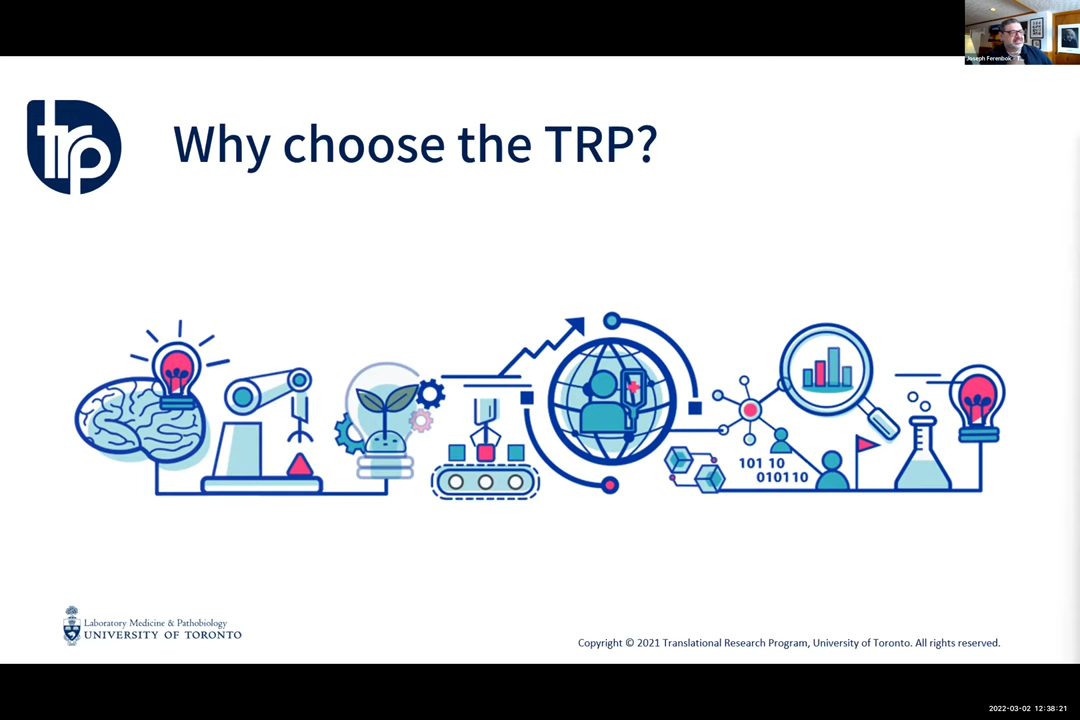 Joseph Ferenbok - T...
trp
Why choose the TRP?
101 10
010110
Laboratory Medicine & Pathobiology
UNIVERSITY OF TORONTO
Copyright © 2021 Translational Research Program, University of Toronto. All rights reserved.
2022-03-02 12:38:21